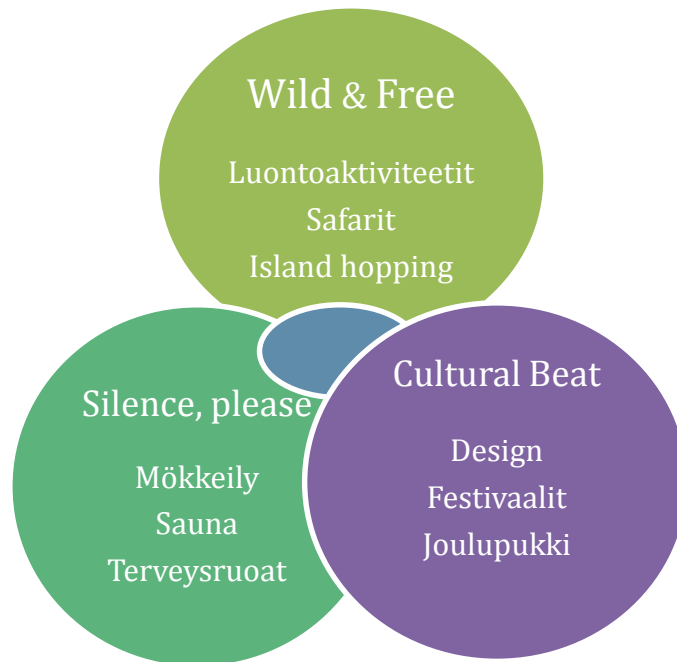 Wild & Free
Luontoaktiviteetit
Safarit
Island hopping
Silence, please
Mökkeily
Sauna
Terveysruoat
Cultural Beat
Design
Festivaalit
Joulupukki